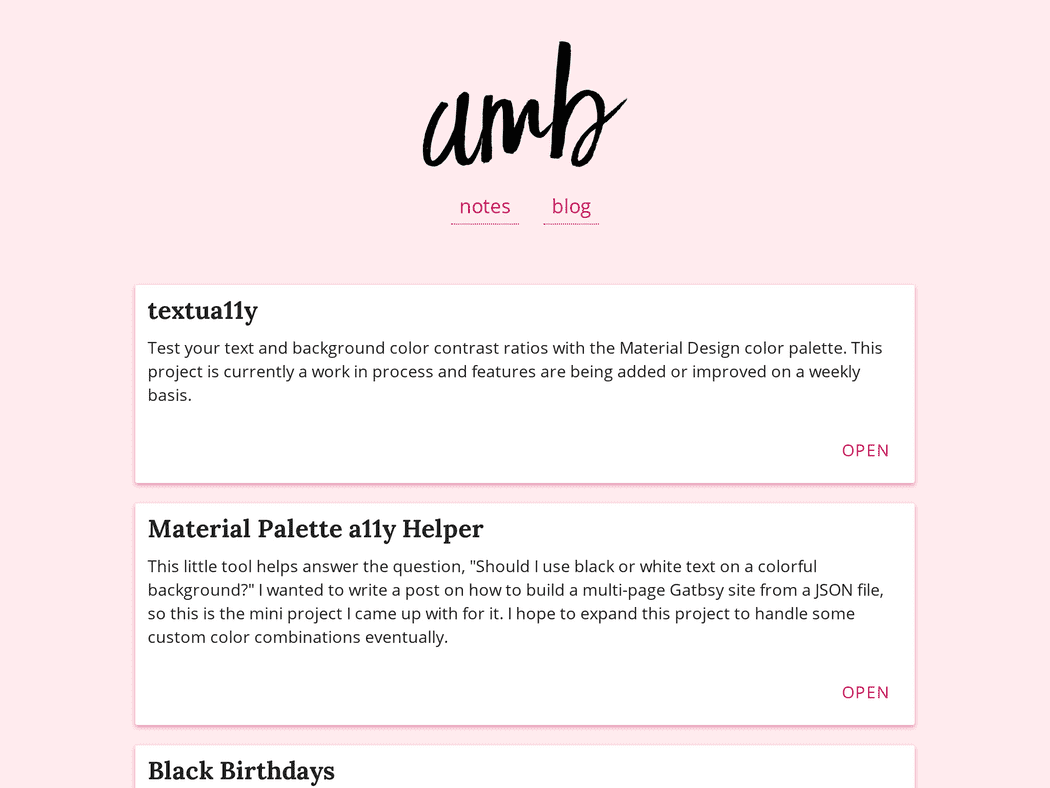 amb
notes blog
textua11y
Test your text and background color contrast ratios with the Material Design color palette. This
project is currently a work in process and features are being added or improved on a weekly
basis.
OPEN
Material Palette a11y Helper
This little tool helps answer the question, "Should I use black or white text on a colorful
background?" I wanted to write a post on how to build a multi-page Gatbsy site from a JSON file,
so this is the mini project I came up with for it. I hope to expand this project to handle some
custom color combinations eventually.
OPEN
Black Birthdays